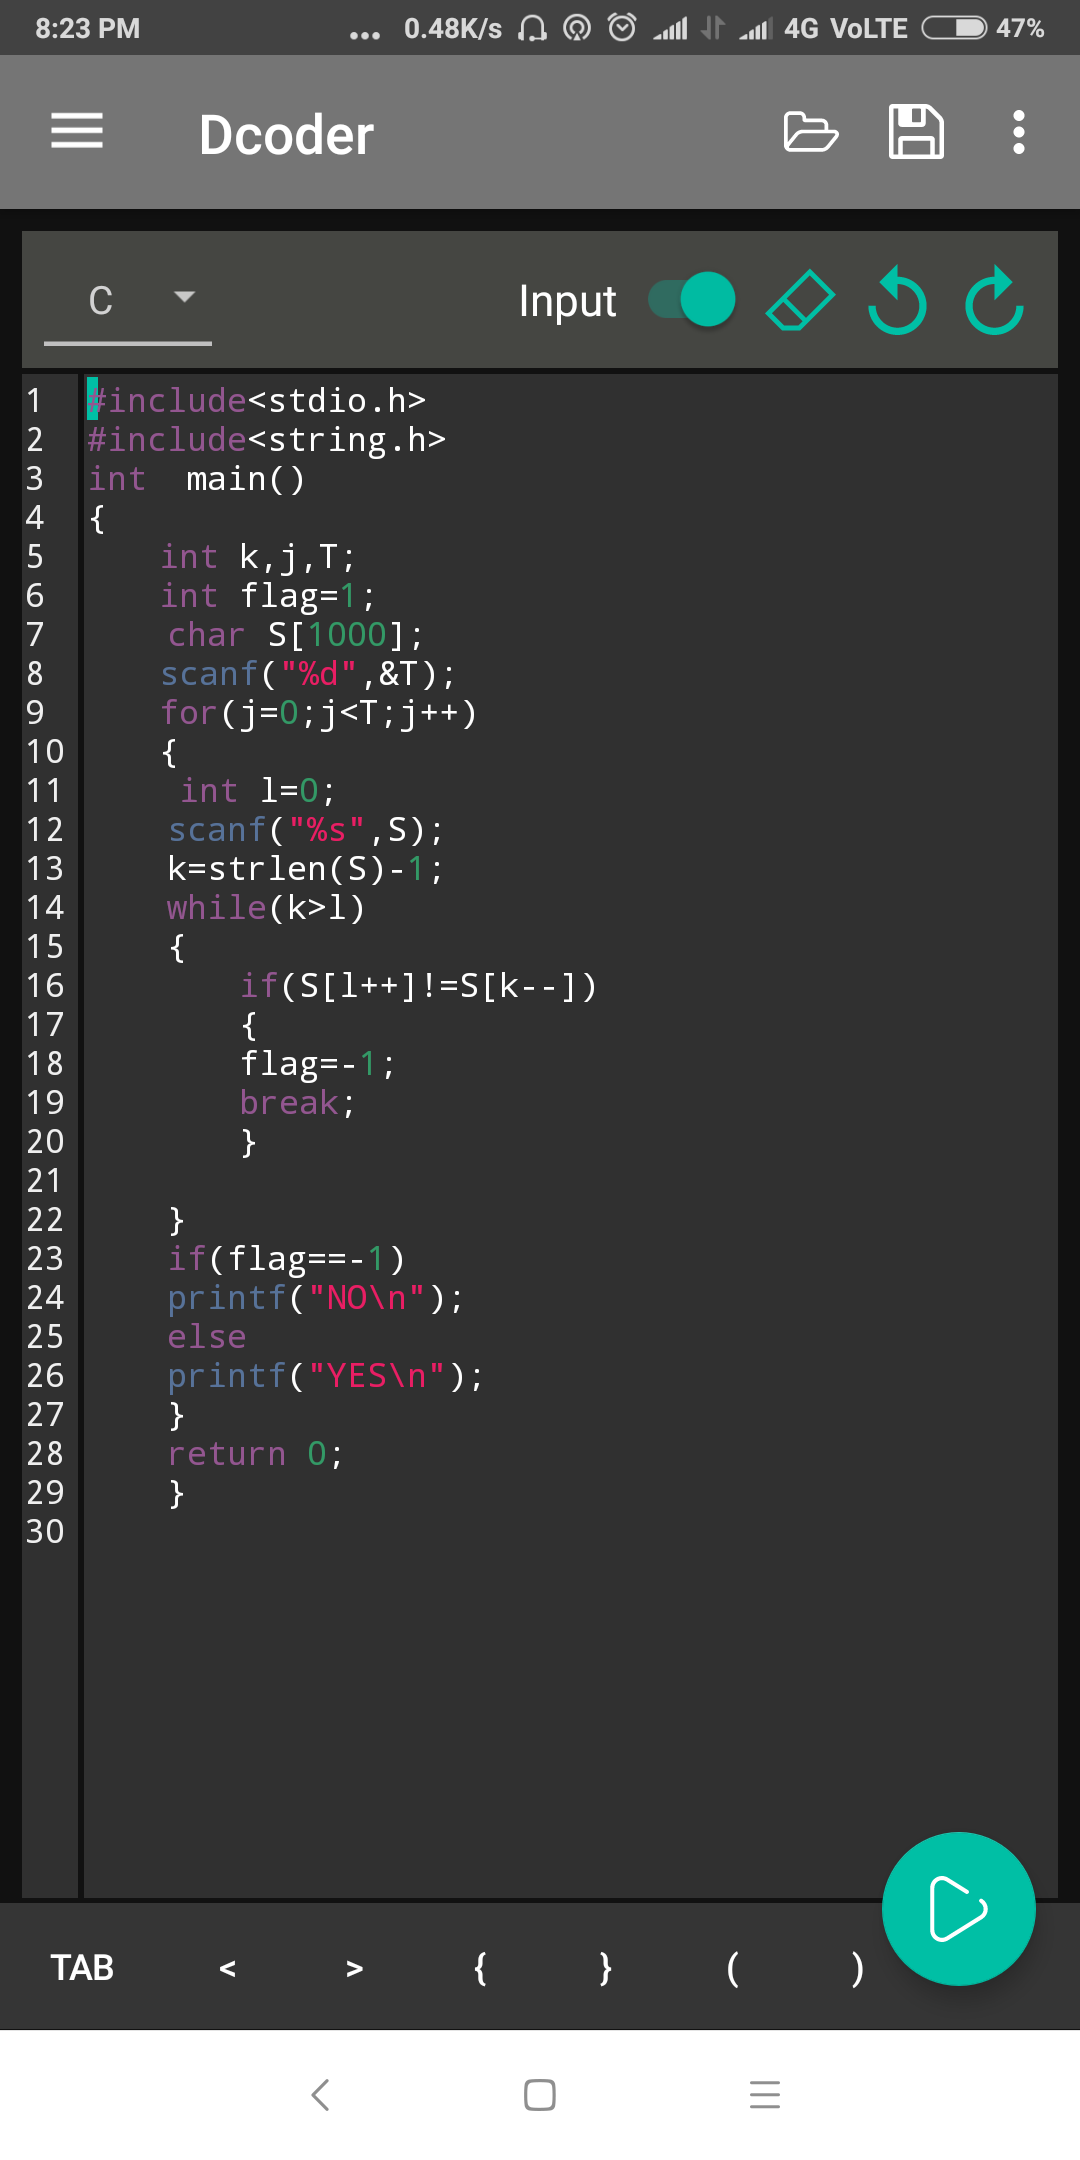 8:23 PM ... 0.48K/s 4G VoLTE 47%
Dcoder
C Input
1 #include<stdio.h>
2 #include<string.h>
3 int  main()
4 {
5     int k,j,T;
6     int flag=1;
7     char S[1000];
8     scanf("%d",&T);
9     for(j=0;j<T;j++)
10     {
11      int l=0;
12     scanf("%s",S);
13     k=strlen(S)-1;
14     while(k>l)
15     {
16         if(S[l++]!=S[k--])
17         {
18         flag=-1;
19         break;
20         }
21
22     }
23     if(flag==-1)
24     printf("NO\n");
25     else
26     printf("YES\n");
27     }
28     return 0;
29     }
30
TAB < > { } ( )